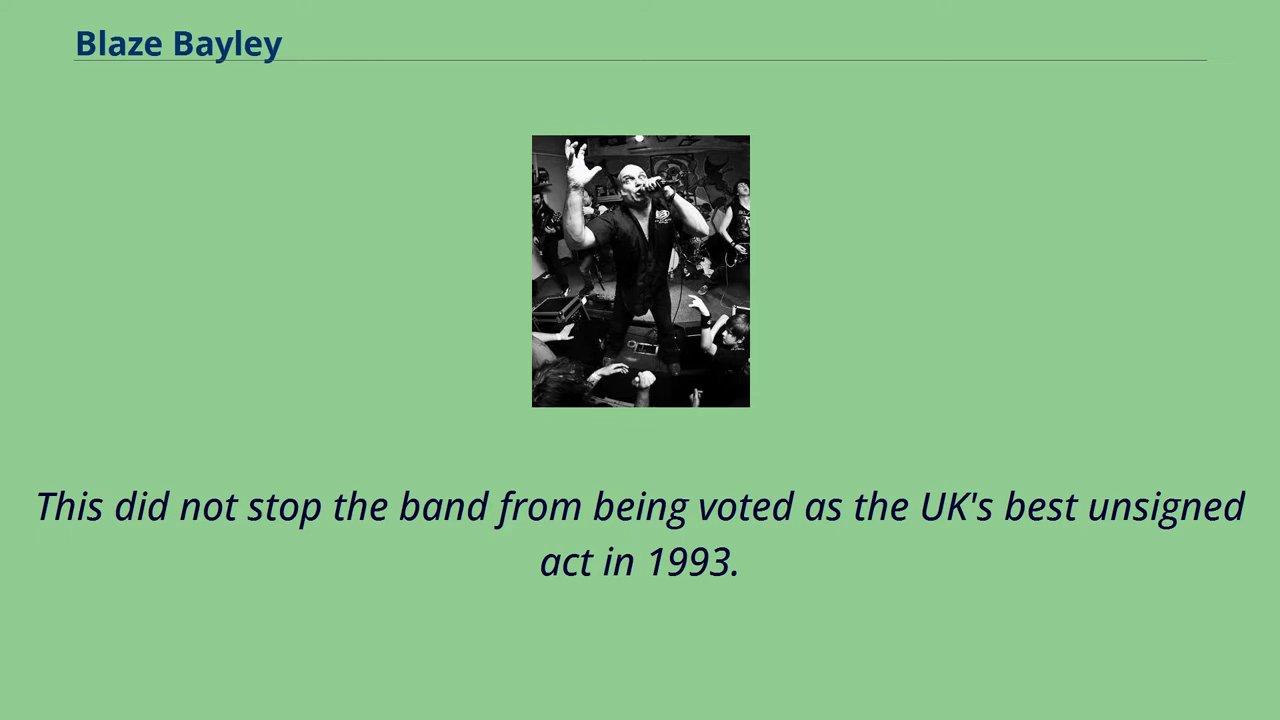 Blaze Bayley
This did not stop the band from being voted as the UK's best unsigned
act in 1993.